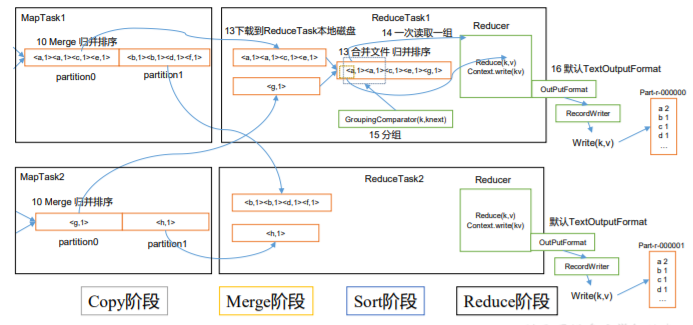 MapTask1
10 Merge 归并排序
<a,1><a,1><c,1><e,1>
<b,1><b,1><d,1><f,1>
partition0
partition1
ReduceTask1
13下载到ReduceTask本地磁盘
14 一次读取一组
<a,1><a,1><c,1><e,1>
13 合并文件 归并排序
<a,1><a,1><c,1><e,1><g,1>
<g,1>
GroupingComparator(k,knext)
15 分组
Reducer
Reduce(k,v)
Context.write(kv)
16 默认TextOutputFormat
OutPutFormat
RecordWriter
Write(k,v)
Part-r-000000
a 2
b 1
c 1
d 1
...
MapTask2
10 Merge 归并排序
<g,1>
<h,1>
partition0
partition1
ReduceTask2
<b,1><b,1><d,1><f,1>
<h,1>
Reducer
Reduce(k,v)
Context.write(kv)
默认TextOutputFormat
OutPutFormat
RecordWriter
Write(k,v)
Part-r-000001
a 2
b 1
c 1
d 1
...
Copy阶段
Merge阶段
Sort阶段
Reduce阶段